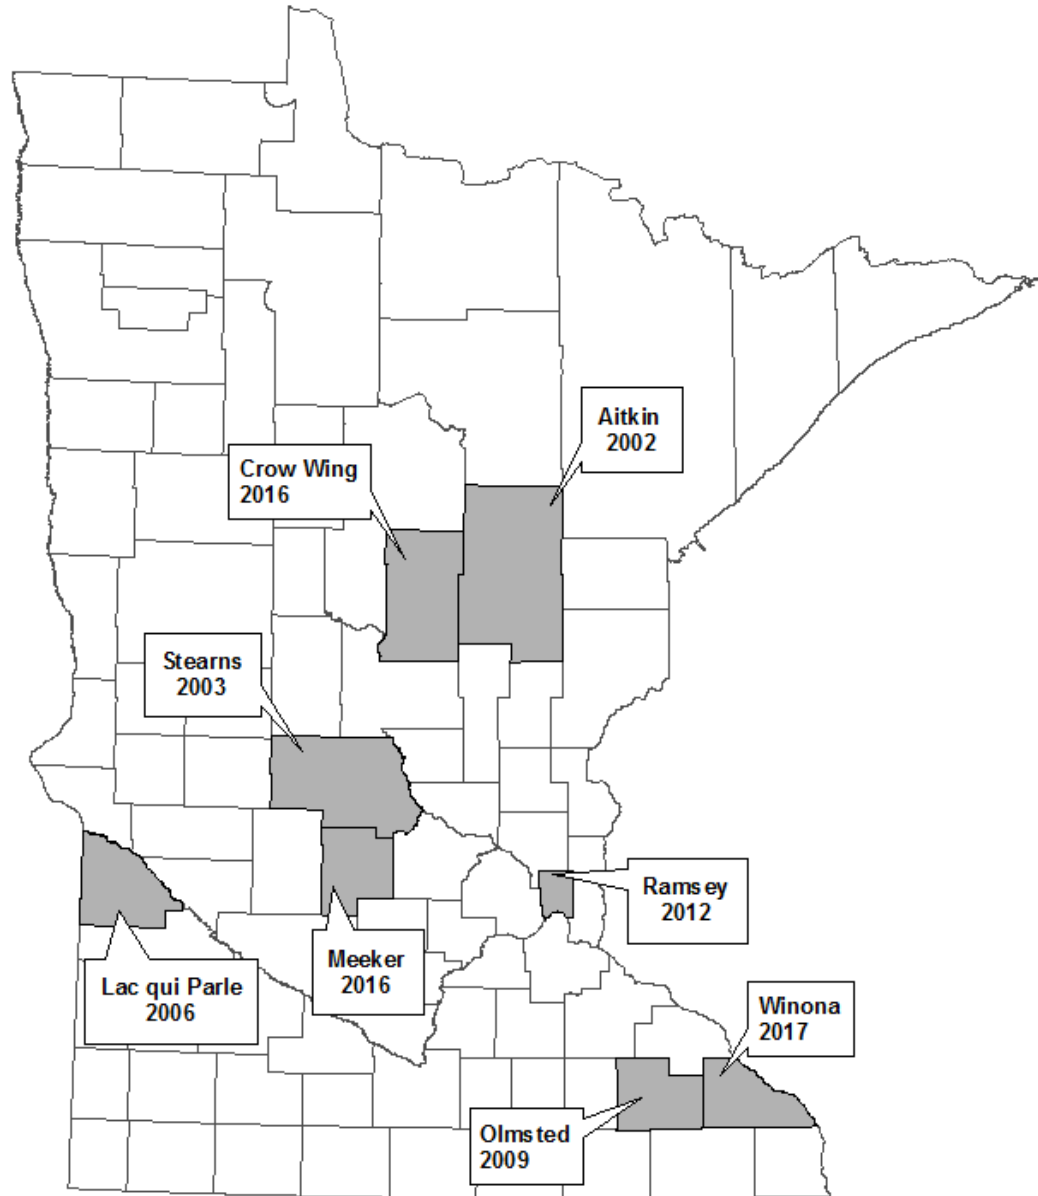 Aitkin
2002
Crow Wing
2016
Stearns
2003
Ramsey
2012
Meeker
2016
Lac qui Parle
2006
Winona
2017
Olmsted
2009